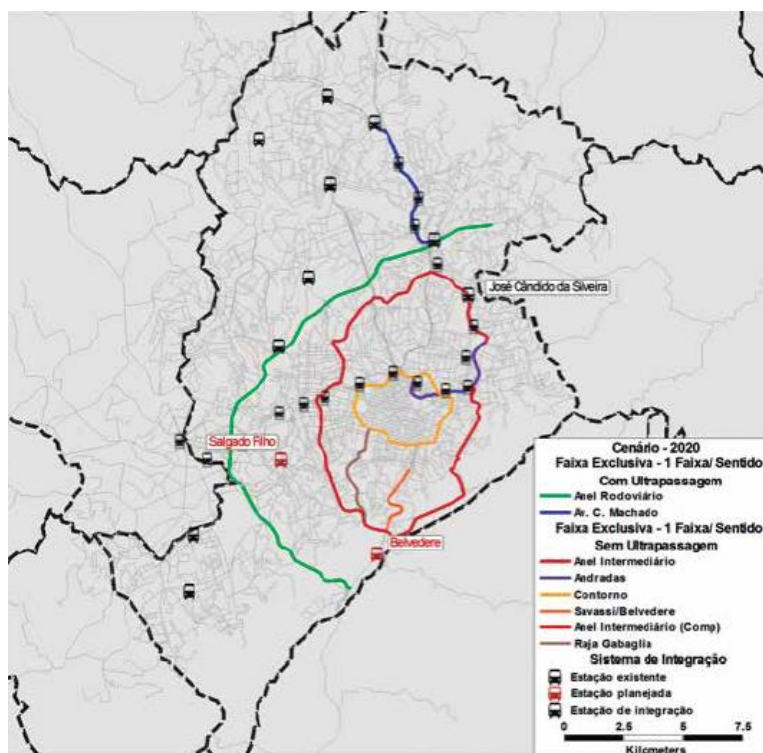 José Cândido da Silveira
Salgado Filho
Belvedere
Cenário - 2020
Faixa Exclusiva - 1 Faixa/ Sentido
Com Ultrapassagem
Anel Rodoviário
Av. C. Machado
Faixa Exclusiva - 1 Faixa/ Sentido
Sem Ultrapassagem
Anel Intermediário
Andradas
Contorno
Savassi/Belvedere
Anel Intermediário (Comp)
Raja Gabaglia
Sistema de Integração
Estação existente
Estação planejada
Estação de integração
0 2.5 5 7.5
Kilometers